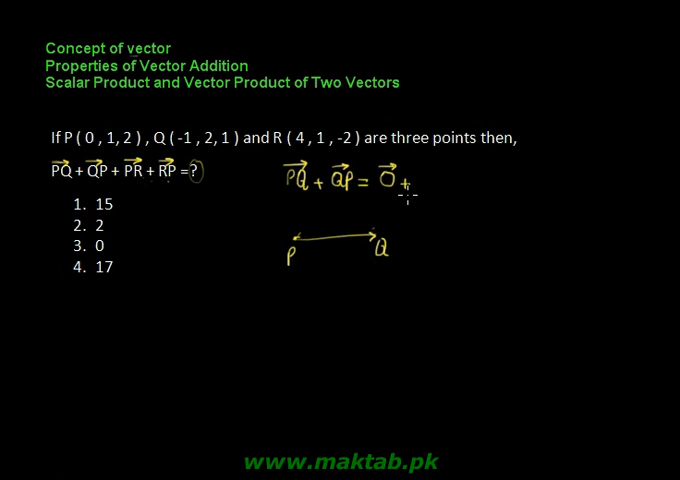 Concept of vector
Properties of Vector Addition
Scalar Product and Vector Product of Two Vectors
If P ( 0 , 1, 2 ) , Q ( -1 , 2, 1 ) and R ( 4 , 1 , -2 ) are three points then,
PQ + QP + PR + RP = ?
PQ + QP = O +
1. 15
2. 2
3. 0
4. 17
P Q
www.maktab.pk